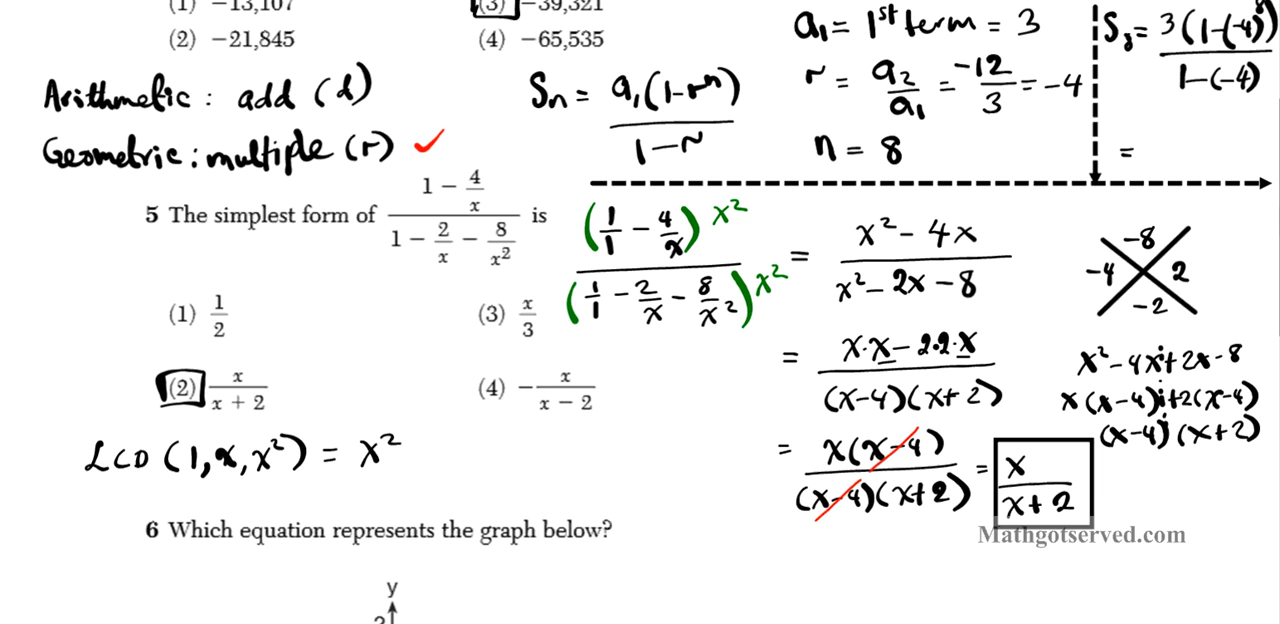 (1) −13,107
(3) −39,321
(2) −21,845
(4) −65,535
a₁ = 1st term = 3
r = a₂/a₁ = −12/3 = −4
n = 8
S₈ = 3(1-(-4)⁸)/1-(-4)
=
Arithmetic: add (d)
Geometric: multiple (r) ✓
Sₙ = a₁(1-rⁿ)/1-r
5 The simplest form of (1 − 4/x)/(1 − 2/x − 8/x²) is
(1) 1/2
(3) x/3
(2) x/(x + 2)
(4) −x/(x − 2)
LCD (1, x, x²) = x²
(1/1 − 4/x) x²/(1/1 − 2/x − 8/x²) x² = x² − 4x/x² − 2x − 8
= x·x − 2·2·x/(x−4)(x+2)
= x(x−4)/(x−4)(x+2) = x/x+2
-8
-4 2
-2
x² − 4x + 2x − 8
x(x−4) + 2(x−4)
(x−4)(x+2)
Mathgotserved.com
6 Which equation represents the graph below?
y